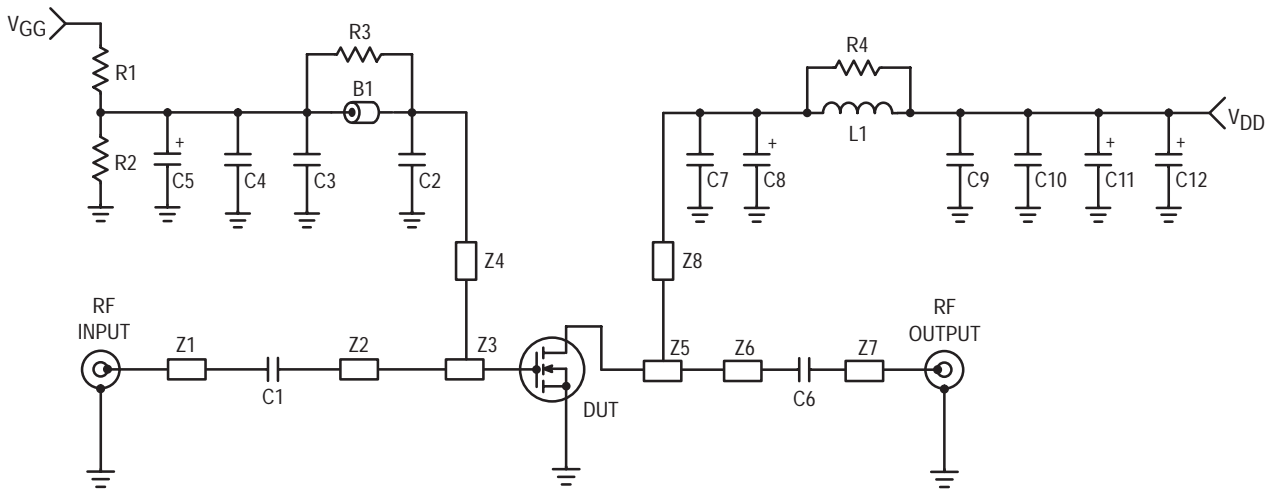 VGG
R1
R2
+
C5
C4
R3
B1
C3
C2
R4
L1
VDD
C7
+
C8
C9
C10
+
C11
+
C12
Z4
Z8
RF
INPUT
Z1
C1
Z2
Z3
DUT
Z5
Z6
C6
Z7
RF
OUTPUT